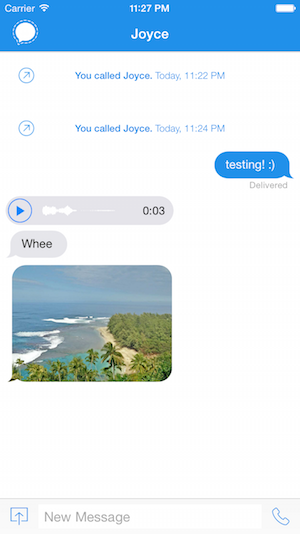 Carrier 11:27 PM
Joyce
You called Joyce. Today, 11:22 PM
You called Joyce. Today, 11:24 PM
testing! :)
Delivered
0:03
Whee
New Message